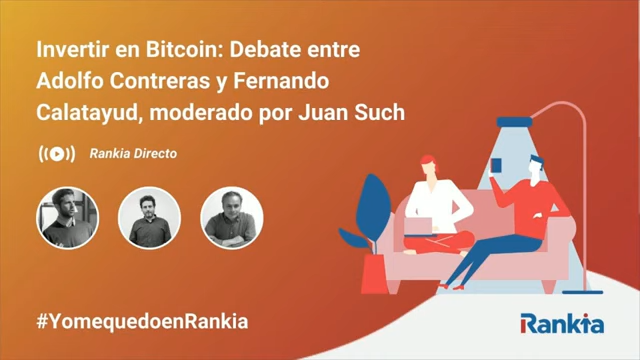 Invertir en Bitcoin: Debate entre
Adolfo Contreras y Fernando
Calatayud, moderado por Juan Such
Rankia Directo
#YomequedoenRankia
Rankia